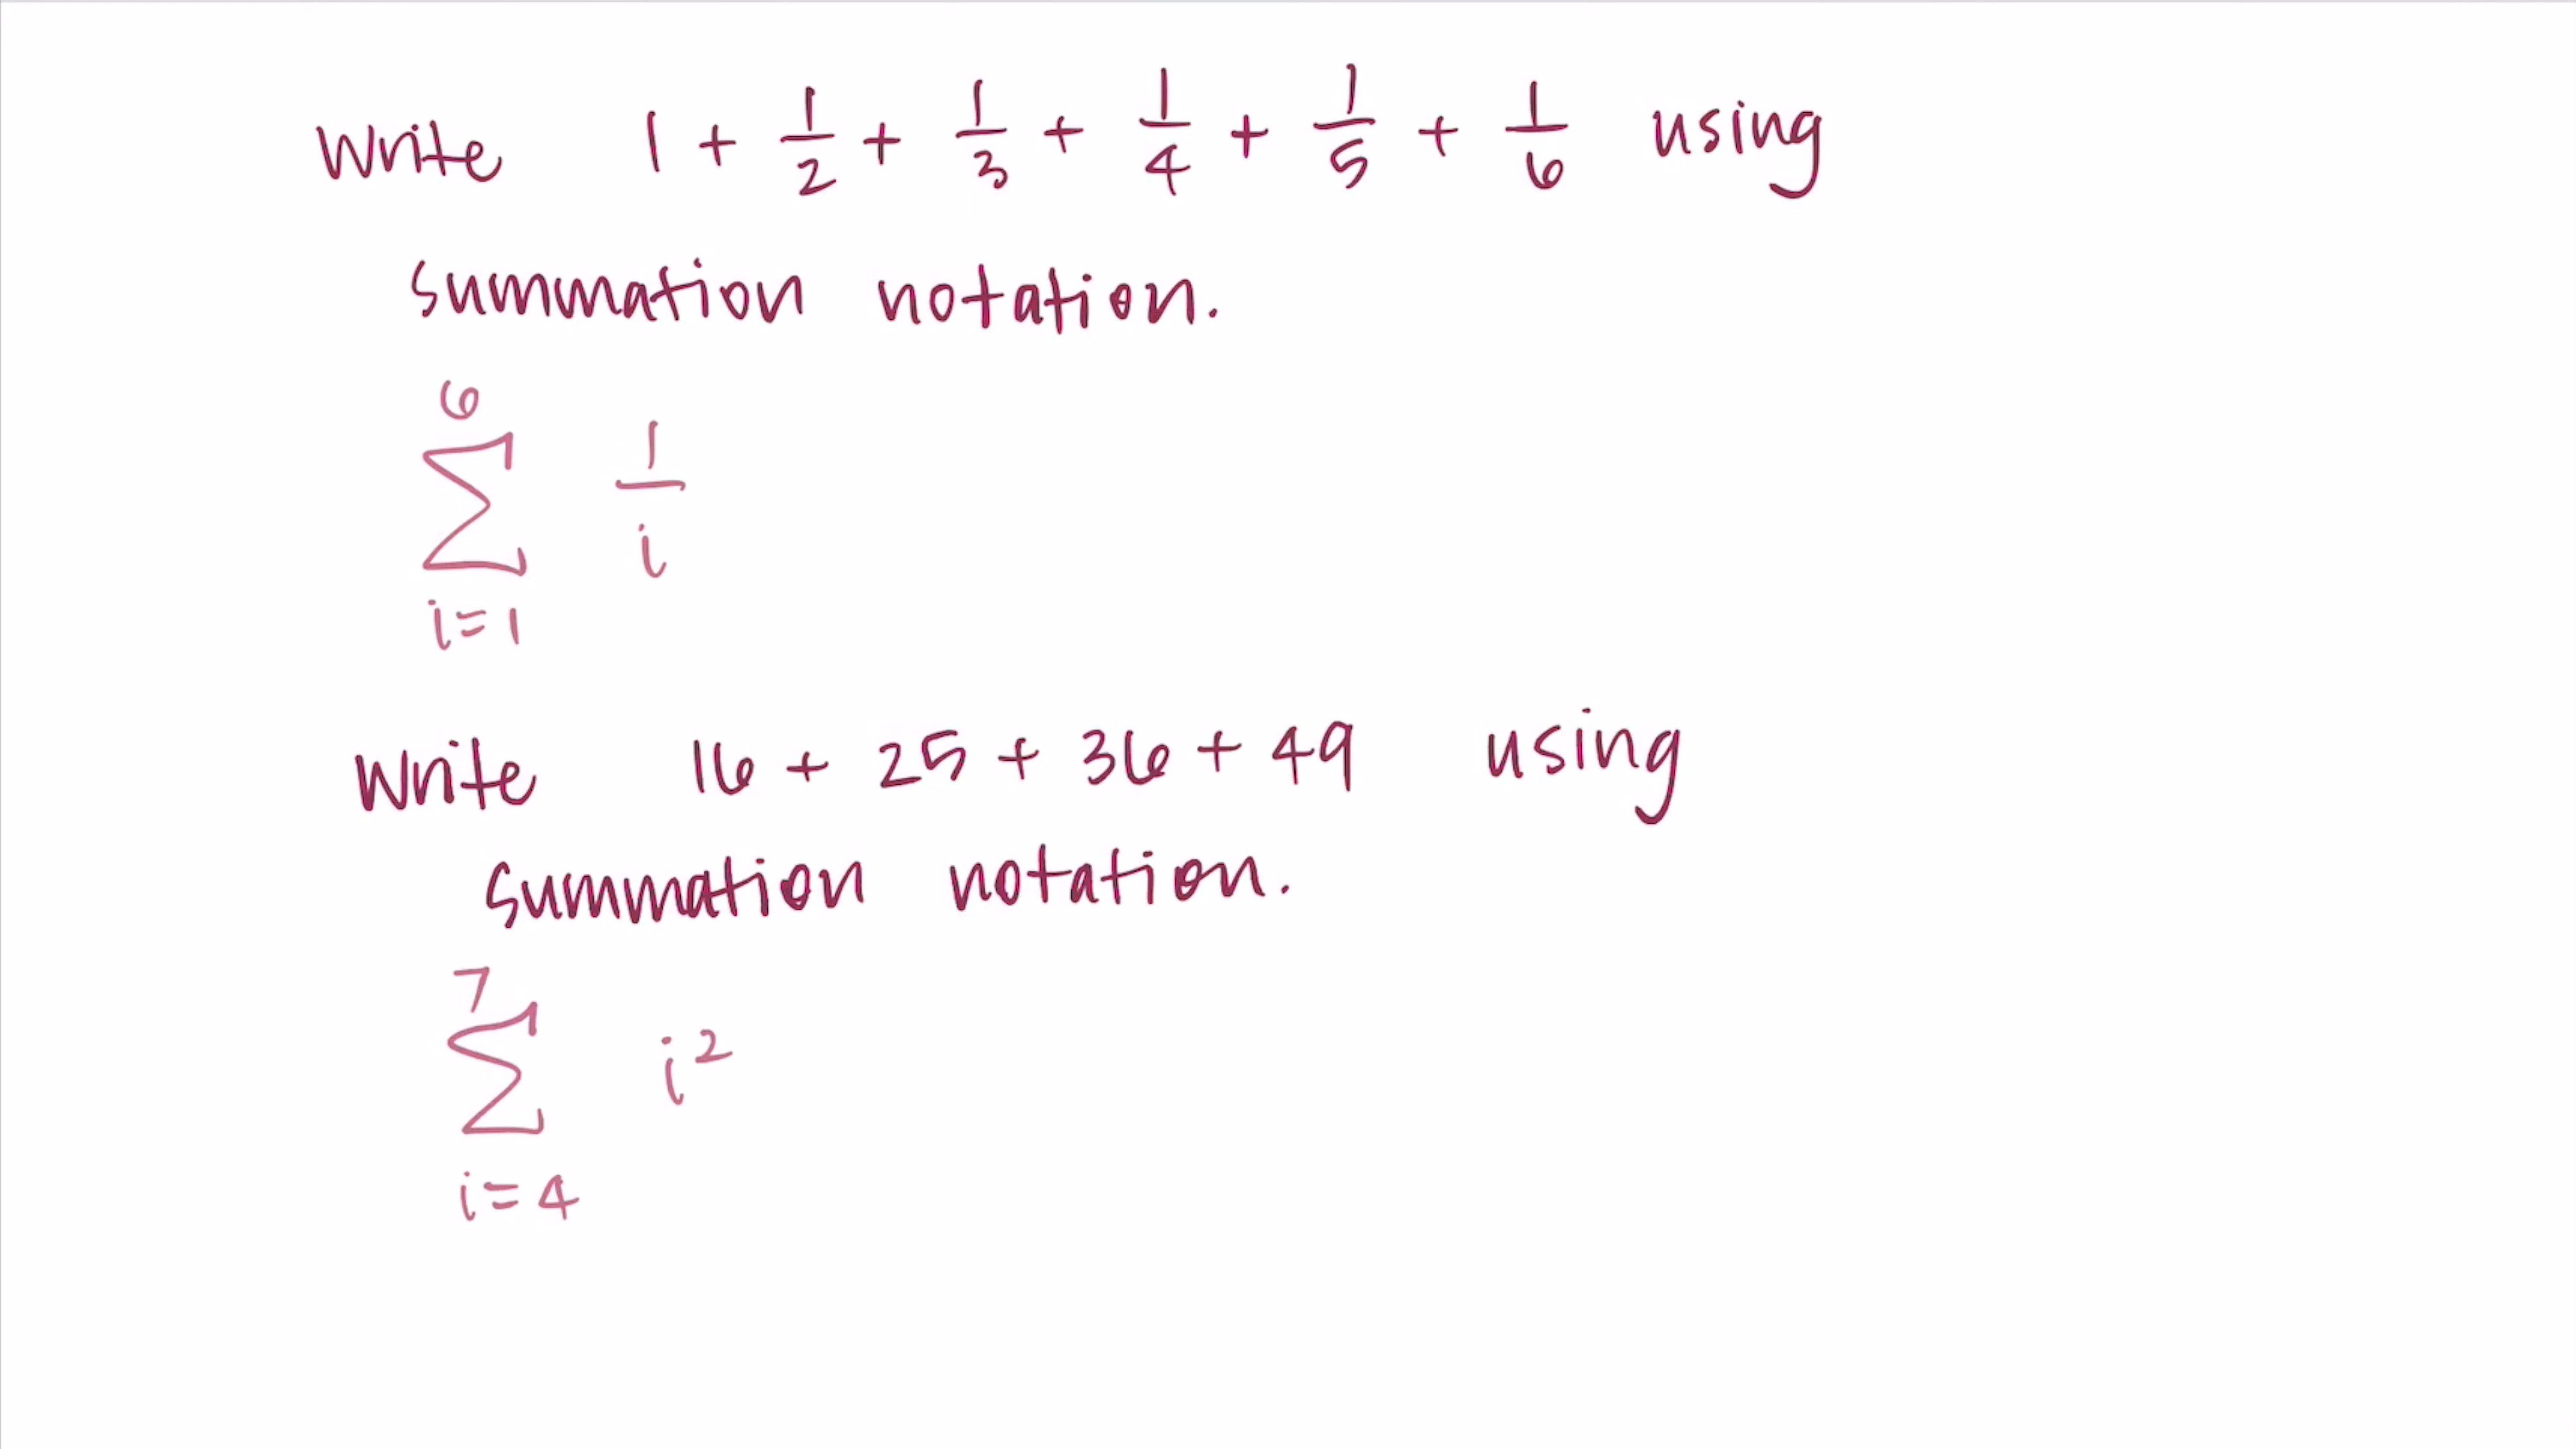 Write 1 + 1/2 + 1/3 + 1/4 + 1/5 + 1/6 using
summation notation.
6
∑ 1/i
i=1
Write 16 + 25 + 36 + 49 using
summation notation.
7
∑ i²
i=4